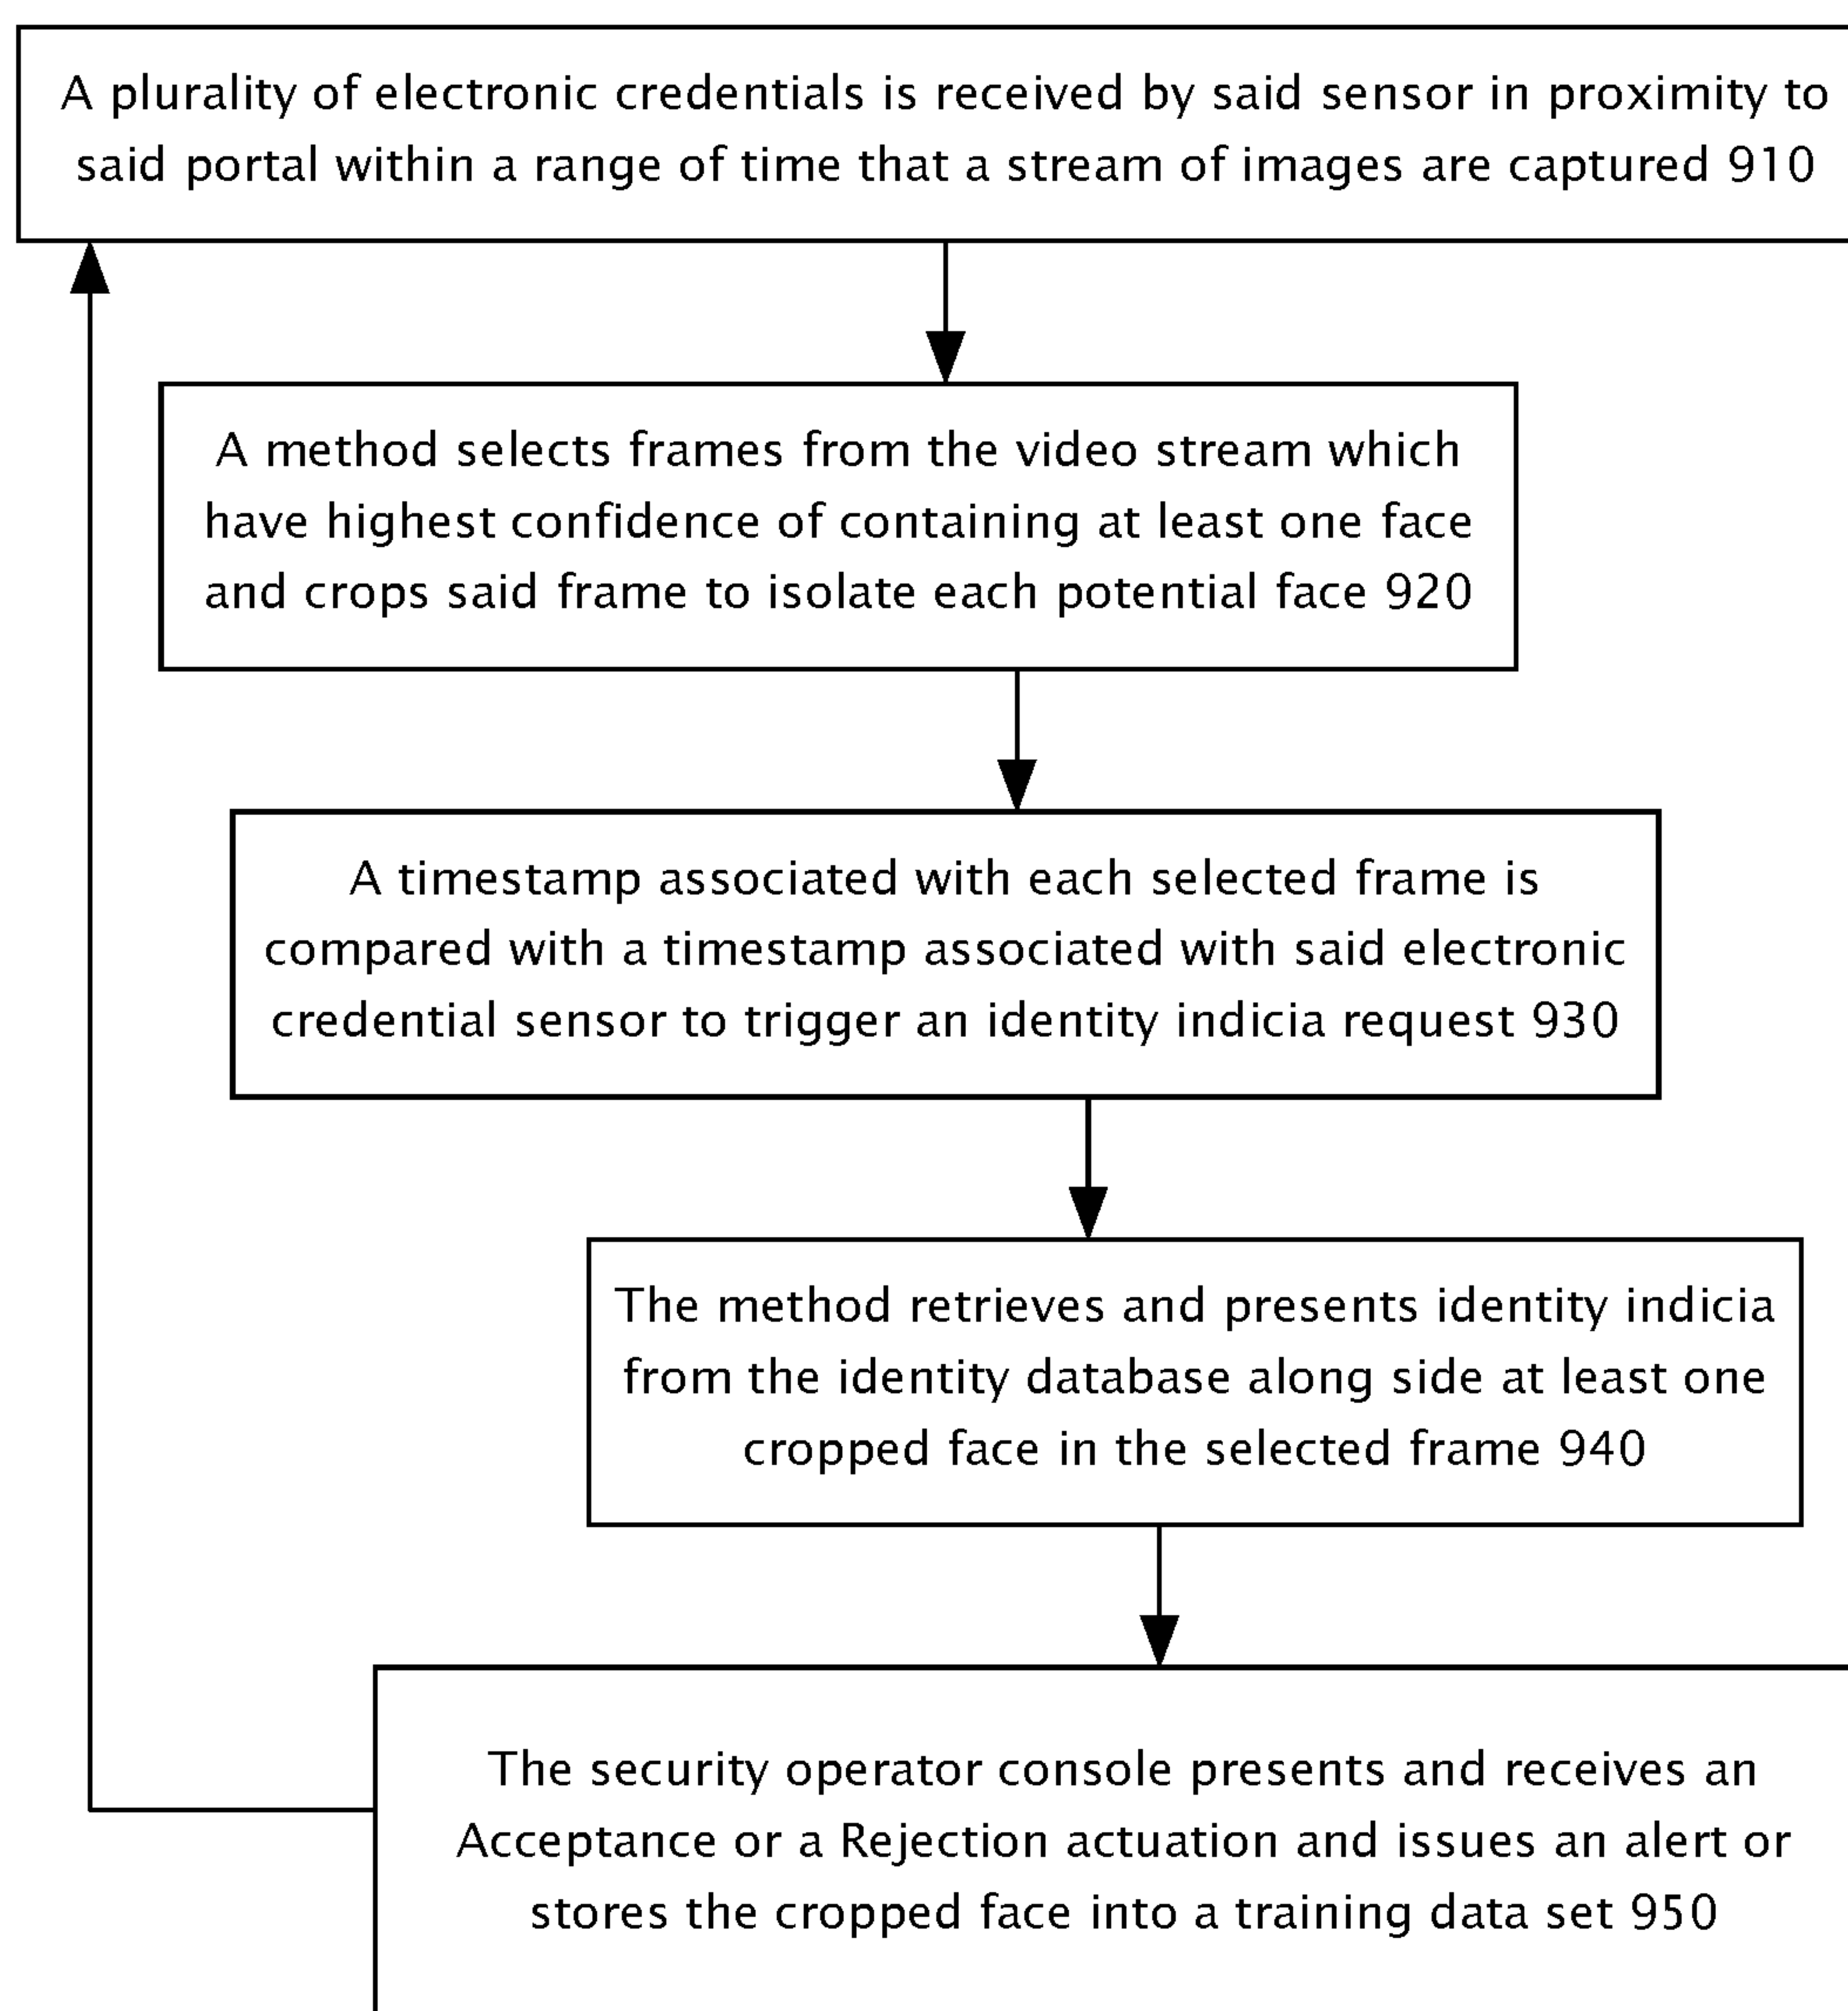 A plurality of electronic credentials is received by said sensor in proximity to
said portal within a range of time that a stream of images are captured 910
A method selects frames from the video stream which
have highest confidence of containing at least one face
and crops said frame to isolate each potential face 920
A timestamp associated with each selected frame is
compared with a timestamp associated with said electronic
credential sensor to trigger an identity indicia request 930
The method retrieves and presents identity indicia
from the identity database along side at least one
cropped face in the selected frame 940
The security operator console presents and receives an
Acceptance or a Rejection actuation and issues an alert or
stores the cropped face into a training data set 950